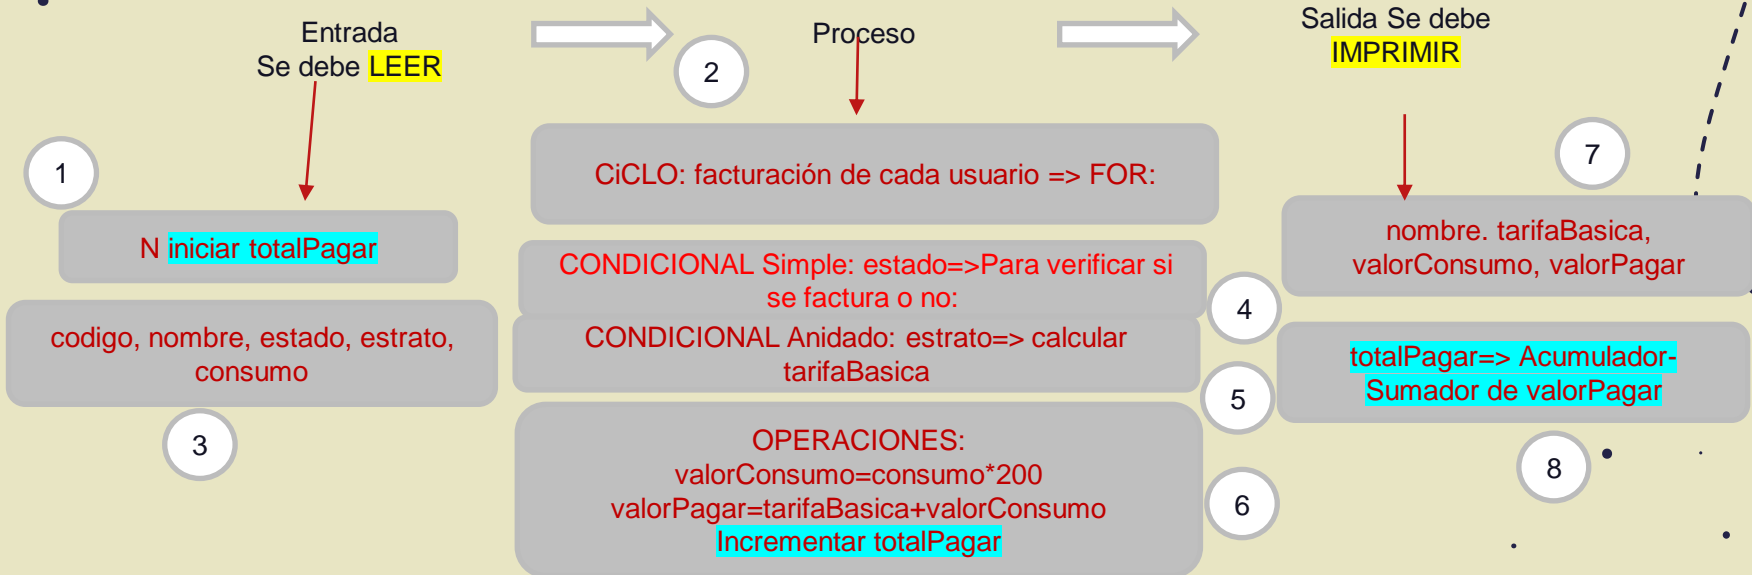 Entrada
Se debe LEER
Proceso
Salida Se debe
IMPRIMIR
1
N iniciar totalPagar
codigo, nombre, estado, estrato,
consumo
3
2
CiCLO: facturación de cada usuario => FOR:
CONDICIONAL Simple: estado=>Para verificar si
se factura o no:
4
CONDICIONAL Anidado: estrato=> calcular
tarifaBasica
5
OPERACIONES:
valorConsumo=consumo*200
valorPagar=tarifaBasica+valorConsumo
Incrementar totalPagar
6
7
nombre. tarifaBasica,
valorConsumo, valorPagar
totalPagar=> Acumulador-
Sumador de valorPagar
8